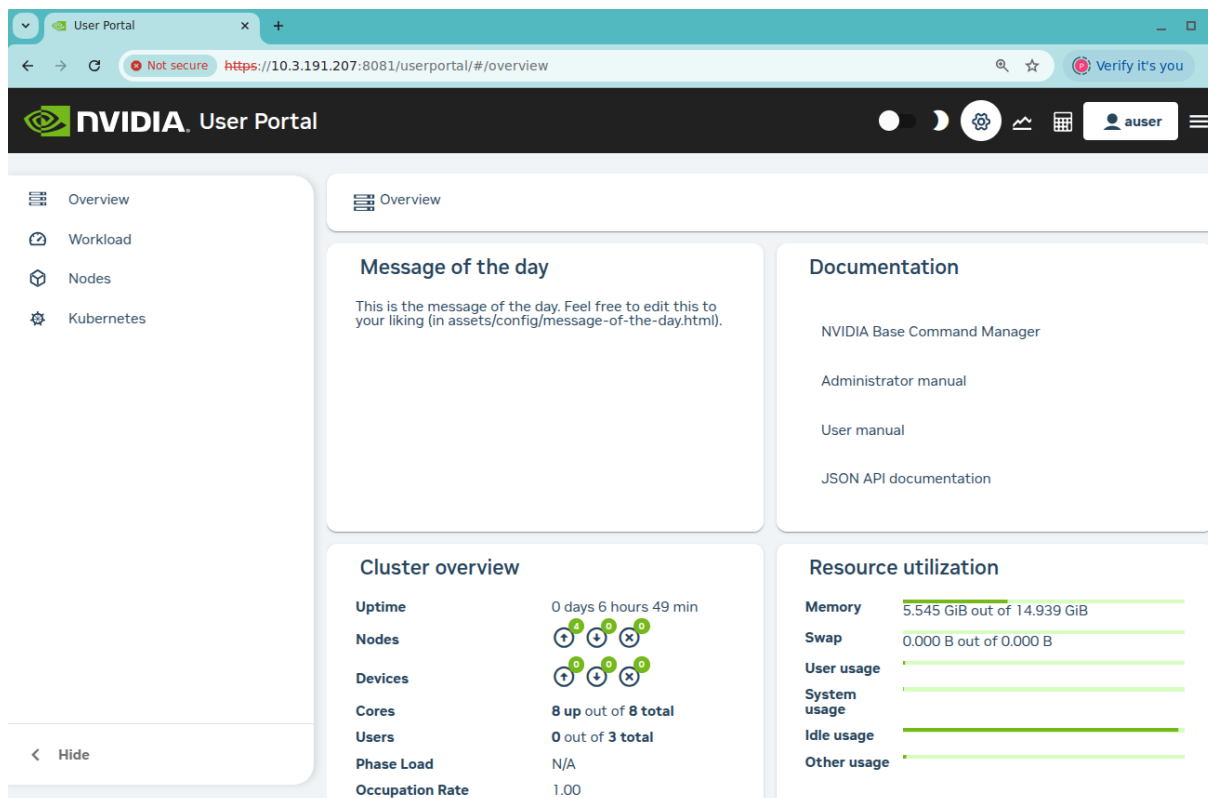 User Portal
Not secure https://10.3.191.207:8081/userportal/#/overview
Verify it's you
NVIDIA. User Portal
auser
Overview
Workload
Nodes
Kubernetes
Hide
Overview
Message of the day
This is the message of the day. Feel free to edit this to
your liking (in assets/config/message-of-the-day.html).
Documentation
NVIDIA Base Command Manager
Administrator manual
User manual
JSON API documentation
Cluster overview
Uptime 0 days 6 hours 49 min
Nodes 4 0 0
Devices 0 0 0
Cores 8 up out of 8 total
Users 0 out of 3 total
Phase Load N/A
Occupation Rate 1.00
Resource utilization
Memory 5.545 GiB out of 14.939 GiB
Swap 0.000 B out of 0.000 B
User usage
System
usage
Idle usage
Other usage